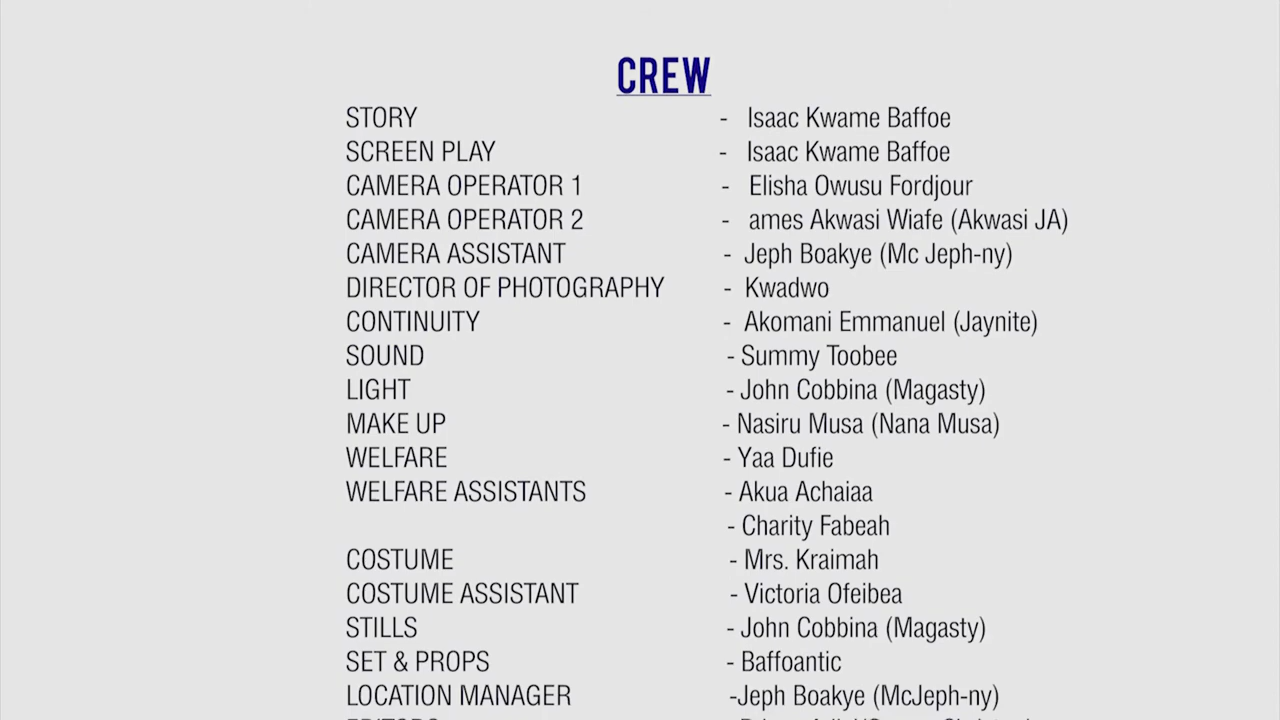 CREW
STORY - Isaac Kwame Baffoe
SCREEN PLAY - Isaac Kwame Baffoe
CAMERA OPERATOR 1 - Elisha Owusu Fordjour
CAMERA OPERATOR 2 - ames Akwasi Wiafe (Akwasi JA)
CAMERA ASSISTANT - Jeph Boakye (Mc Jeph-ny)
DIRECTOR OF PHOTOGRAPHY - Kwadwo
CONTINUITY - Akomani Emmanuel (Jaynite)
SOUND - Summy Toobee
LIGHT - John Cobbina (Magasty)
MAKE UP - Nasiru Musa (Nana Musa)
WELFARE - Yaa Dufie
WELFARE ASSISTANTS - Akua Achaiaa
- Charity Fabeah
COSTUME - Mrs. Kraimah
COSTUME ASSISTANT - Victoria Ofeibea
STILLS - John Cobbina (Magasty)
SET & PROPS - Baffoantic
LOCATION MANAGER -Jeph Boakye (McJeph-ny)